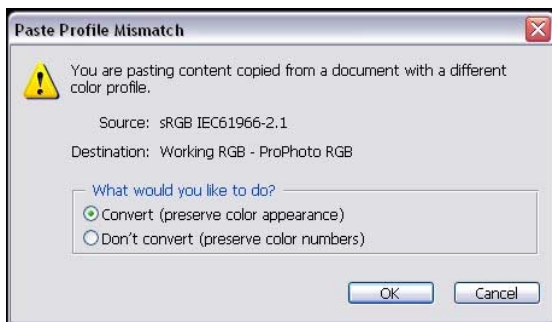 Paste Profile Mismatch
You are pasting content copied from a document with a different
color profile.
Source: sRGB IEC61966-2.1
Destination: Working RGB - ProPhoto RGB
What would you like to do?
Convert (preserve color appearance)
Don't convert (preserve color numbers)
OK Cancel